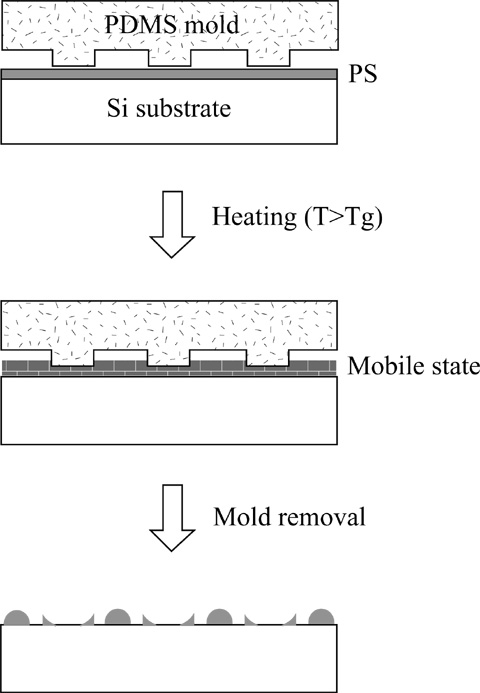 PDMS mold
PS
Si substrate
Heating (T>Tg)
Mobile state
Mold removal